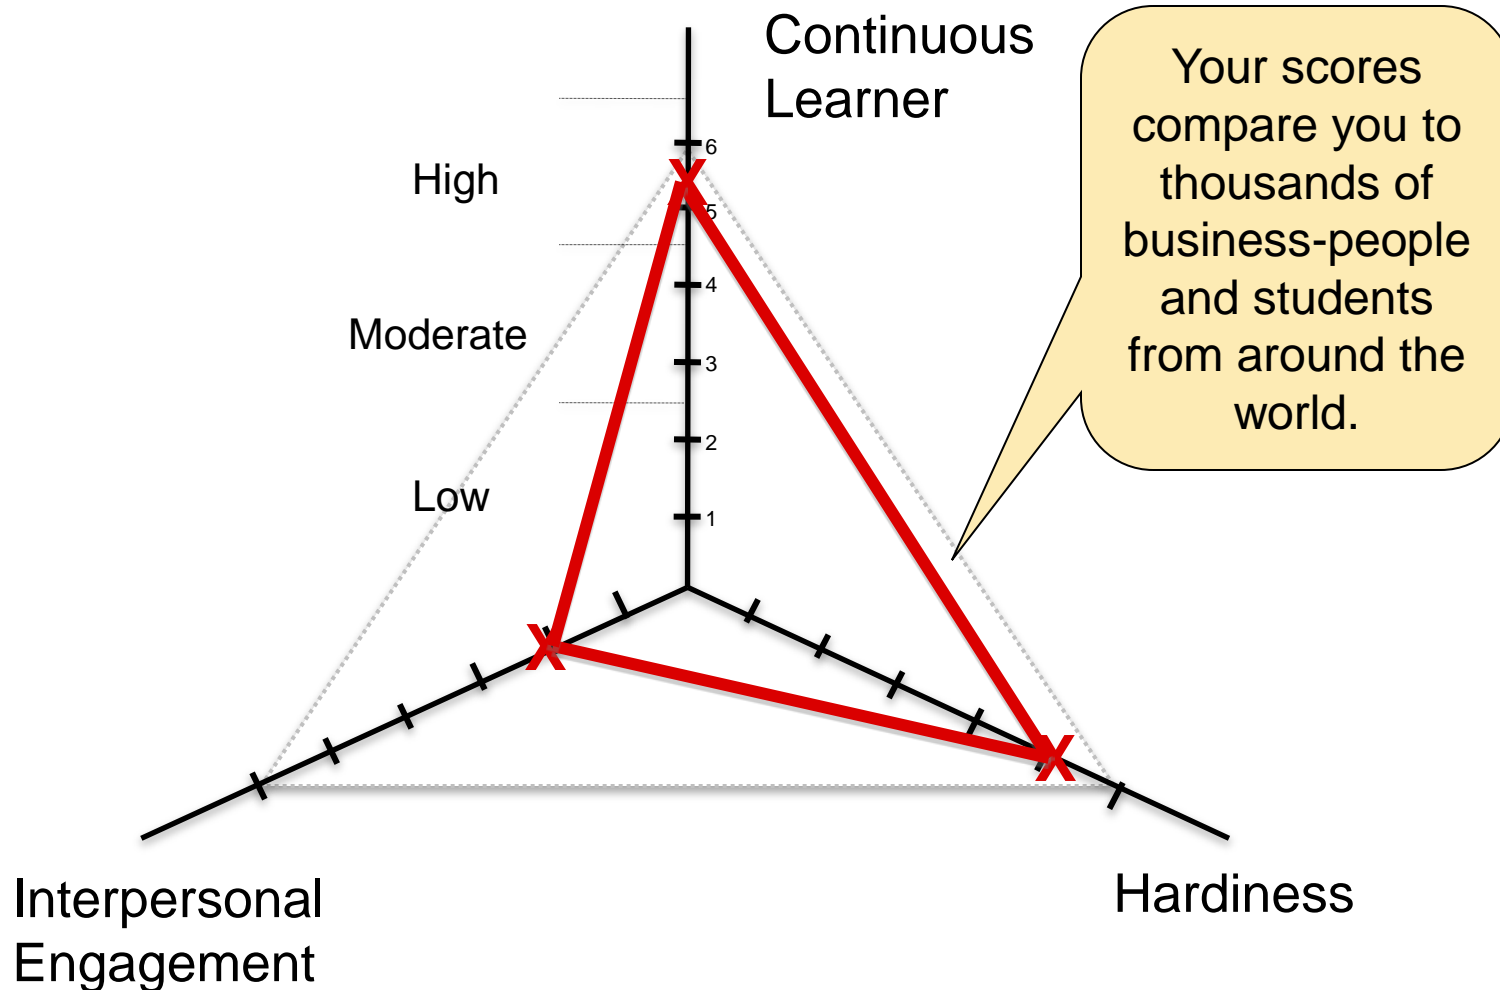 Continuous
Learner
Your scores
compare you to
thousands of
business-people
and students
from around the
world.
6
High
5
4
Moderate
3
2
Low
1
X
X
X
Interpersonal
Engagement
Hardiness